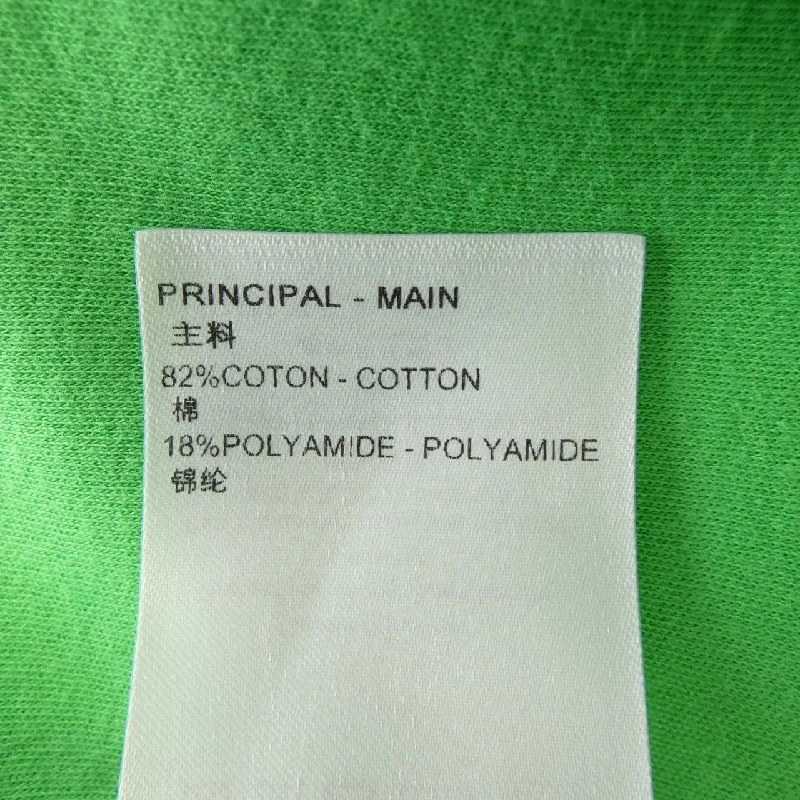 PRINCIPAL - MAIN
主料
82%COTON - COTTON
棉
18%POLYAMIDE - POLYAMIDE
锦纶